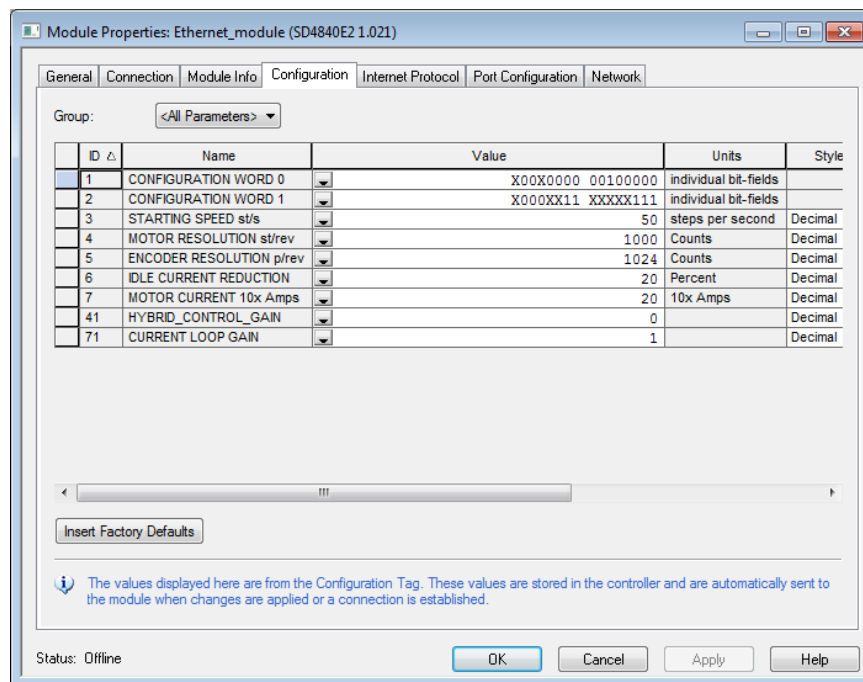 Module Properties: Ethernet_module (SD4840E2 1.021)
General Connection Module Info Configuration Internet Protocol Port Configuration Network
Group: <All Parameters>
ID Name Value Units Style
1 CONFIGURATION WORD 0 X00X0000 00100000 individual bit-fields
2 CONFIGURATION WORD 1 X000XX11 XXXXX111 individual bit-fields
3 STARTING SPEED st/s 50 steps per second Decimal
4 MOTOR RESOLUTION st/rev 1000 Counts Decimal
5 ENCODER RESOLUTION p/rev 1024 Counts Decimal
6 IDLE CURRENT REDUCTION 20 Percent Decimal
7 MOTOR CURRENT 10x Amps 20 10x Amps Decimal
41 HYBRID_CONTROL_GAIN 0 Decimal
71 CURRENT LOOP GAIN 1 Decimal
Insert Factory Defaults
The values displayed here are from the Configuration Tag. These values are stored in the controller and are automatically sent to
the module when changes are applied or a connection is established.
Status: Offline OK Cancel Apply Help